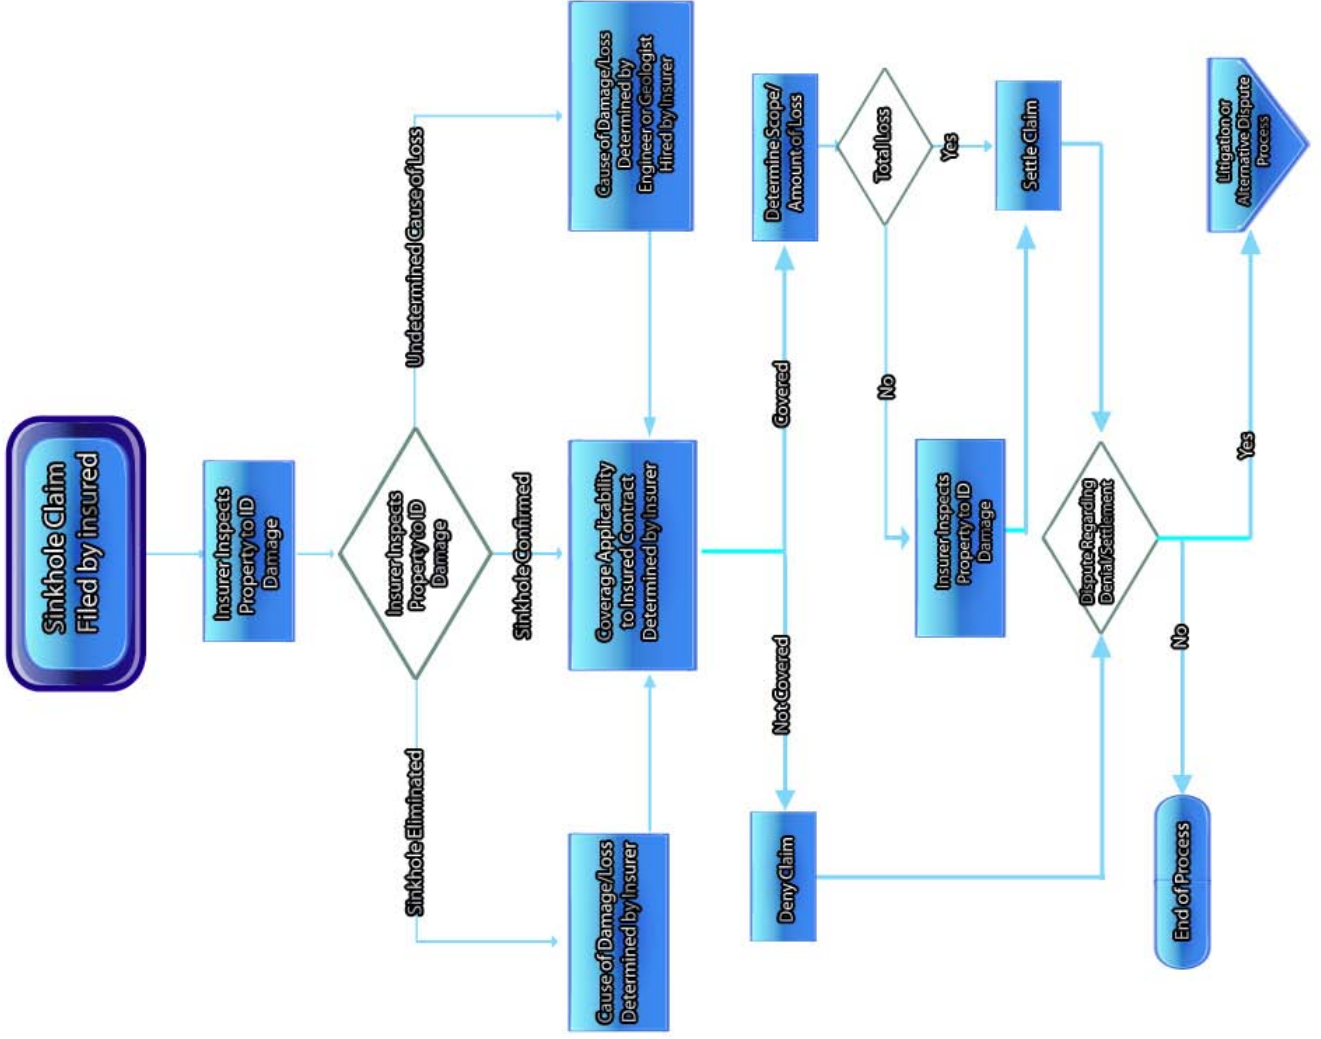 Sinkhole Claim
Filed by insured
Insurer Inspects
Property to ID
Damage
Insurer Inspects
Property to ID
Damage
Sinkhole Eliminated
Sinkhole Confirmed
Undetermined Cause of Loss
Cause of Damage/Loss
Determined by Insurer
Coverage Applicability
to Insured Contract
Determined by Insurer
Cause of Damage/Loss
Determined by
Engineer or Geologist
Hired by Insurer
Not Covered
Covered
Deny Claim
Determine Scope/
Amount of Loss
Total Loss
No
Yes
Insurer Inspects
Property to ID
Damage
Settle Claim
Dispute Regarding
Denial/Settlement
No
Yes
End of Process
Litigation or
Alternative Dispute
Process